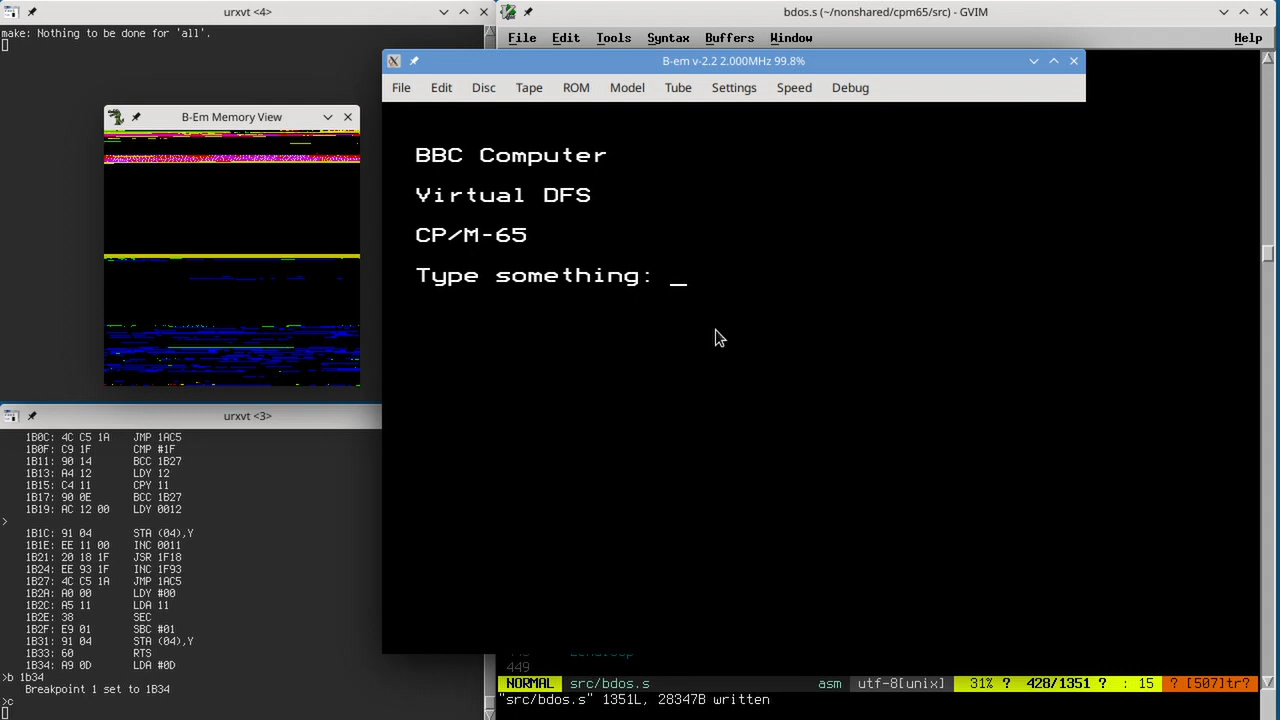 urxvt <4>
make: Nothing to be done for 'all'.
bdos.s (~/nonshared/cpm65/src) - GVIM
File Edit Tools Syntax Buffers Window Help
B-em v-2.2 2.000MHz 99.8%
File Edit Disc Tape ROM Model Tube Settings Speed Debug
BBC Computer
Virtual DFS
CP/M-65
Type something: _
B-Em Memory View
urxvt <3>
1B0C: 4C C5 1A JMP 1AC5
1B0F: C9 1F CMP #1F
1B11: 90 14 BCC 1B27
1B13: A4 12 LDY 12
1B15: C4 11 CPY 11
1B17: 90 0E BCC 1B27
1B19: AC 12 00 LDY 0012
>
1B1C: 91 04 STA (04),Y
1B1E: EE 11 00 INC 0011
1B21: 20 18 1F JSR 1F18
1B24: EE 93 1F INC 1F93
1B27: 4C C5 1A JMP 1AC5
1B2A: A0 00 LDY #00
1B2C: A5 11 LDA 11
1B2E: 38 SEC
1B2F: E9 01 SBC #01
1B31: 91 04 STA (04),Y
1B33: 60 RTS
1B34: A9 0D LDA #0D
>b 1b34
Breakpoint 1 set to 1B34
>c
449
NORMAL src/bdos.s asm utf-8[unix] 31% ? 428/1351 ? : 15 ? [507]tr?
"src/bdos.s" 1351L, 28347B written